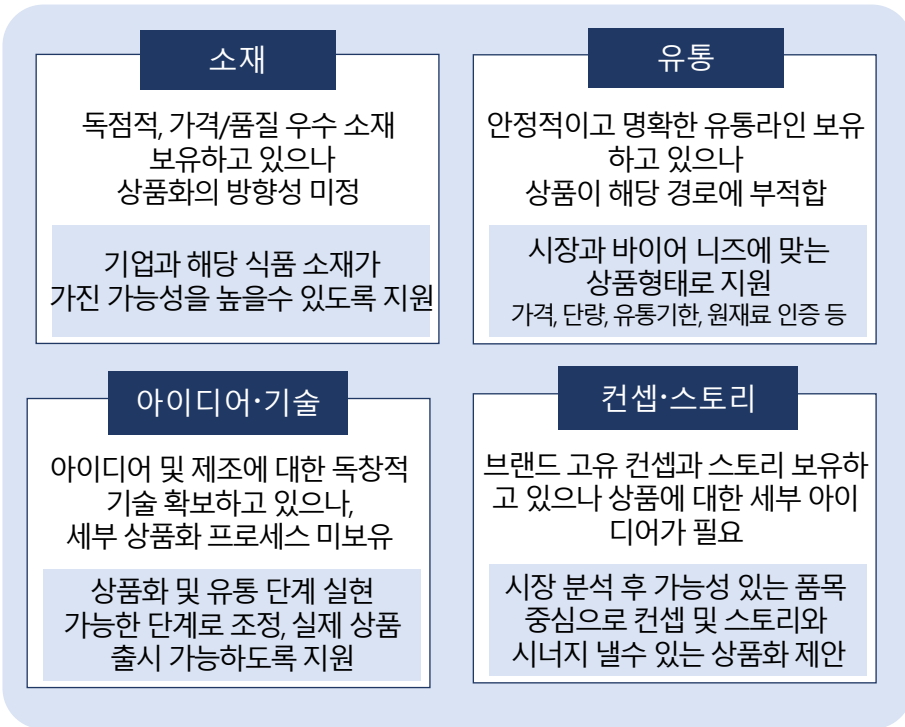 소재
독점적, 가격/품질 우수 소재
보유하고 있으나
상품화의 방향성 미정
기업과 해당 식품 소재가
가진 가능성을 높을수 있도록 지원
유통
안정적이고 명확한 유통라인 보유
하고 있으나
상품이 해당 경로에 부적합
시장과 바이어 니즈에 맞는
상품형태로 지원
가격, 단량, 유통기한, 원재료 인증 등
아이디어·기술
아이디어 및 제조에 대한 독창적
기술 확보하고 있으나,
세부 상품화 프로세스 미보유
상품화 및 유통 단계 실현
가능한 단계로 조정, 실제 상품
출시 가능하도록 지원
컨셉·스토리
브랜드 고유 컨셉과 스토리 보유하
고 있으나 상품에 대한 세부 아이
디어가 필요
시장 분석 후 가능성 있는 품목
중심으로 컨셉 및 스토리와
시너지 낼수 있는 상품화 제안